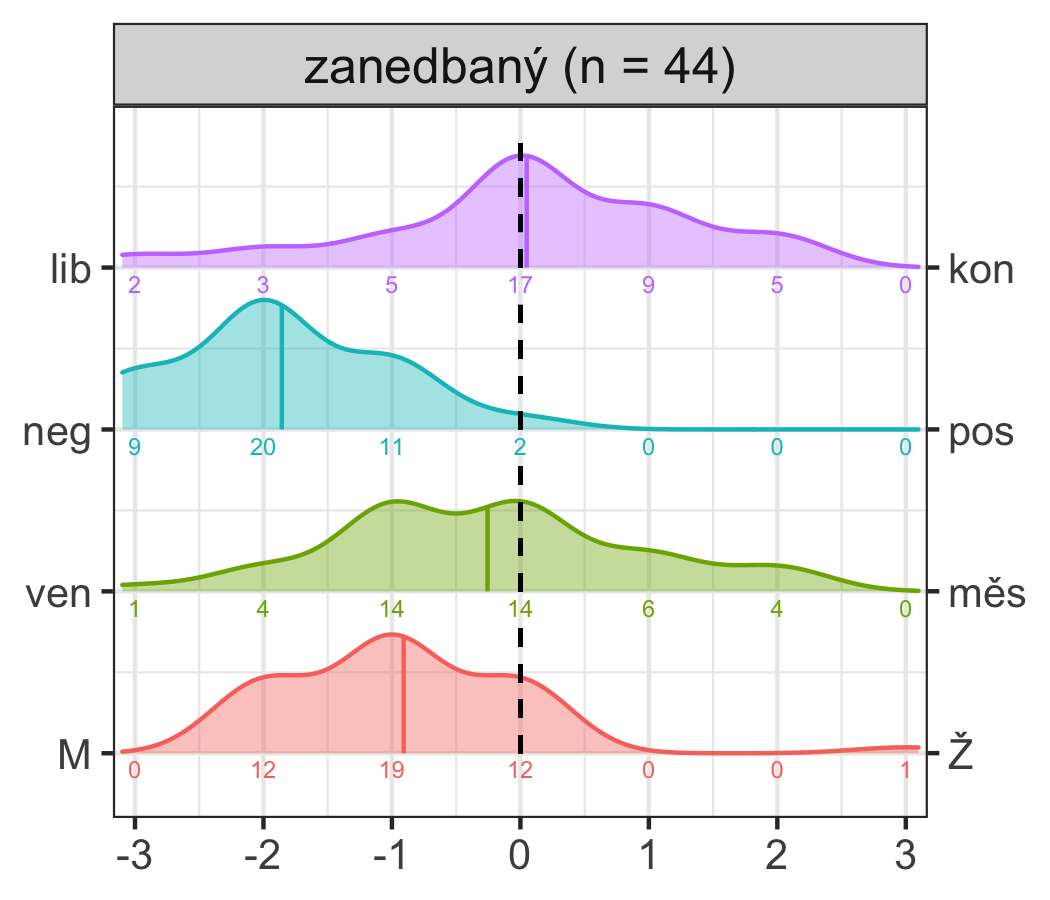 zanedbaný (n = 44)
lib kon
2 3 5 17 9 5 0
neg pos
9 20 11 2 0 0 0
ven měs
1 4 14 14 6 4 0
M Ž
0 12 19 12 0 0 1
-3 -2 -1 0 1 2 3